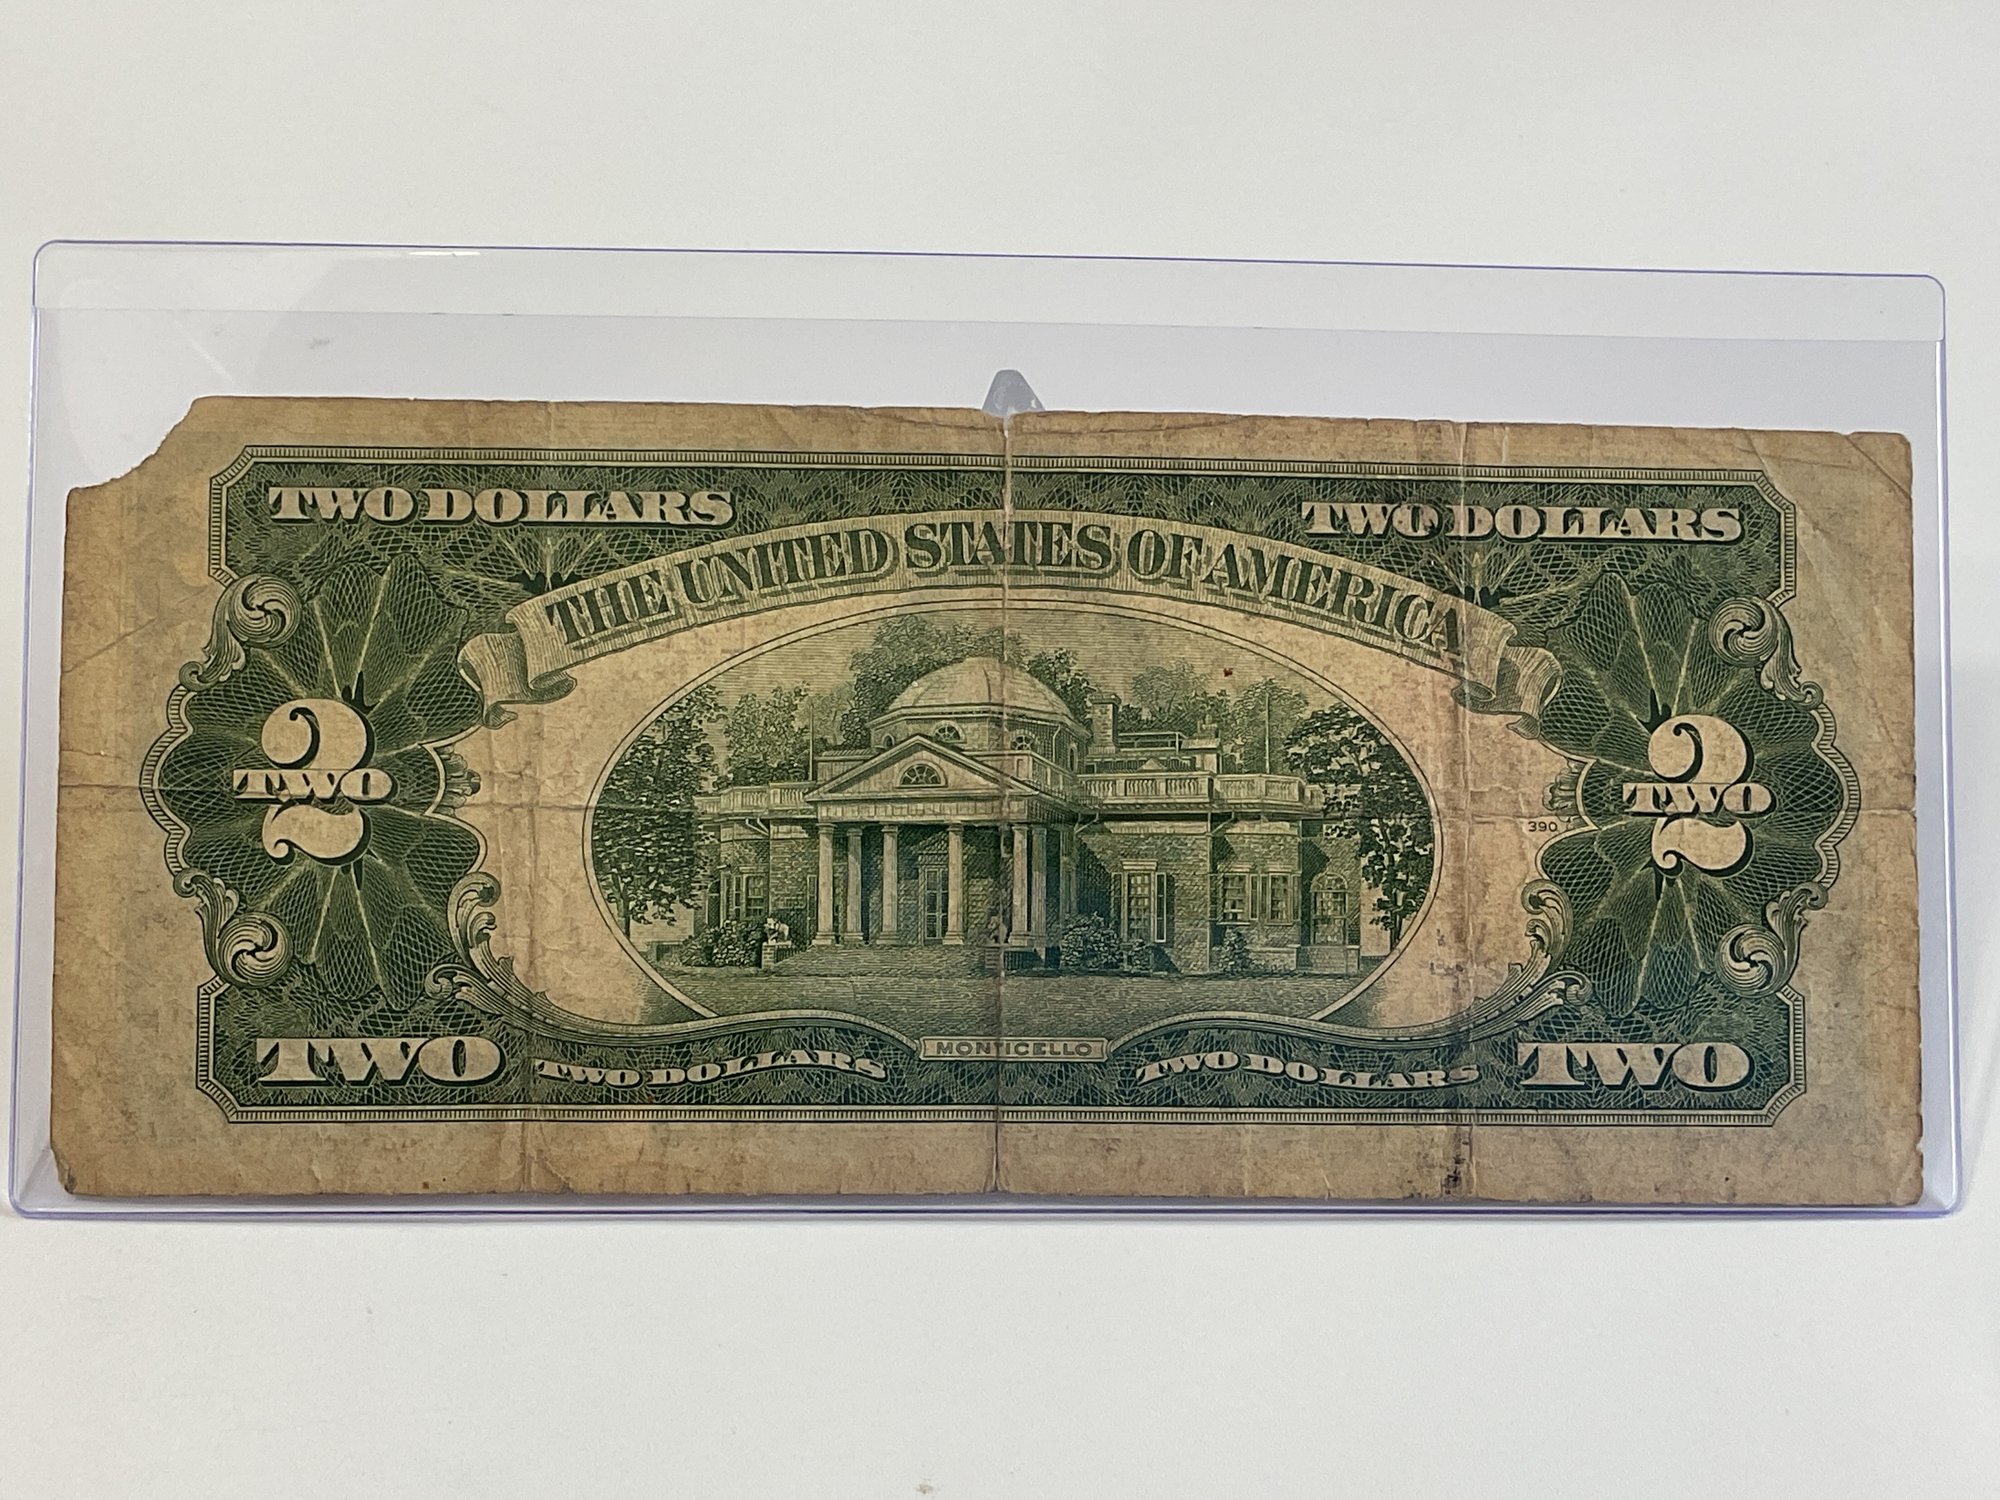 TWO DOLLARS
TWO DOLLARS
THE UNITED STATES OF AMERICA
2
TWO
2
TWO
390
TWO
TWO DOLLARS
MONTICELLO
TWO DOLLARS
TWO